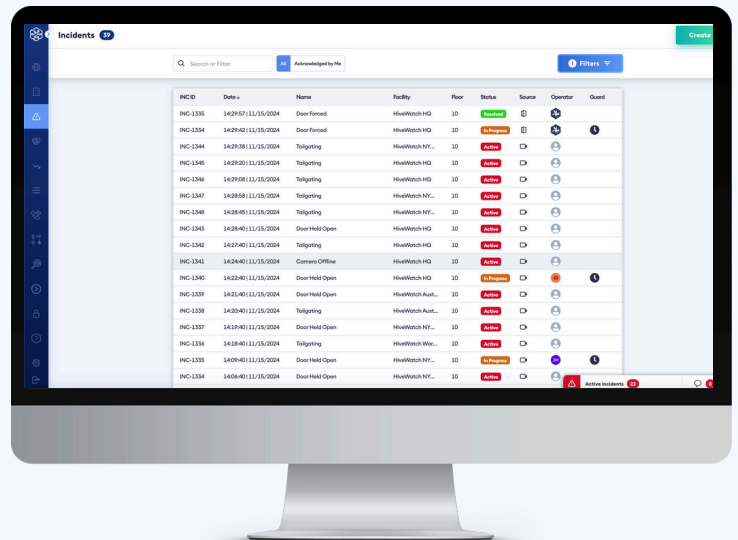 Incidents 39
Create
Search or Filter All Acknowledged by Me Filters
INC ID Date Name Facility Floor Status Source Operator Guard
INC-1335 14:29:57 | 11/15/2024 Door Forced HiveWatch HQ 10 Resolved
INC-1334 14:29:42 | 11/15/2024 Door Forced HiveWatch HQ 10 In Progress
INC-1344 14:29:38 | 11/15/2024 Tailgating HiveWatch NY... 10 Active
INC-1345 14:29:20 | 11/15/2024 Tailgating HiveWatch HQ 10 Active
INC-1346 14:29:08 | 11/15/2024 Tailgating HiveWatch HQ 10 Active
INC-1347 14:28:58 | 11/15/2024 Tailgating HiveWatch NY... 10 Active
INC-1348 14:28:45 | 11/15/2024 Tailgating HiveWatch NY... 10 Active
INC-1343 14:28:40 | 11/15/2024 Door Held Open HiveWatch HQ 10 Active
INC-1342 14:27:40 | 11/15/2024 Tailgating HiveWatch HQ 10 Active
INC-1341 14:24:40 | 11/15/2024 Camera Offline HiveWatch HQ 10 Active
INC-1340 14:22:40 | 11/15/2024 Door Held Open HiveWatch HQ 10 In Progress
INC-1339 14:21:40 | 11/15/2024 Door Held Open HiveWatch Aust... 10 Active
INC-1338 14:20:40 | 11/15/2024 Tailgating HiveWatch Aust... 10 Active
INC-1337 14:19:40 | 11/15/2024 Door Held Open HiveWatch NY... 10 Active
INC-1336 14:18:40 | 11/15/2024 Tailgating HiveWatch War... 10 Active
INC-1335 14:09:40 | 11/15/2024 Door Held Open HiveWatch NY... 10 In Progress
INC-1334 14:06:40 | 11/15/2024 Door Held Open HiveWatch NY... 10 Active
Active Incidents 22 8